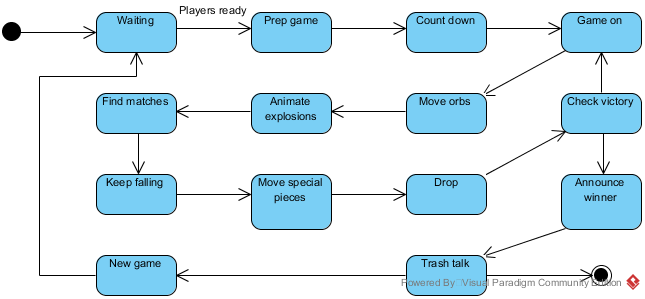 Players ready
Waiting
Prep game
Count down
Game on
Find matches
Animate
explosions
Move orbs
Check victory
Keep falling
Move special
pieces
Drop
Announce
winner
New game
Trash talk
Powered By Visual Paradigm Community Edition